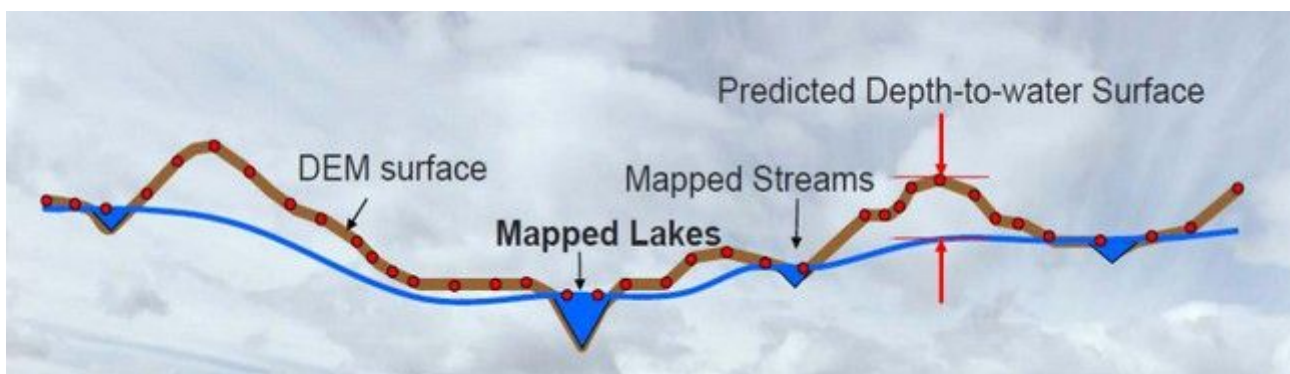 Predicted Depth-to-water Surface
DEM surface
Mapped Streams
Mapped Lakes